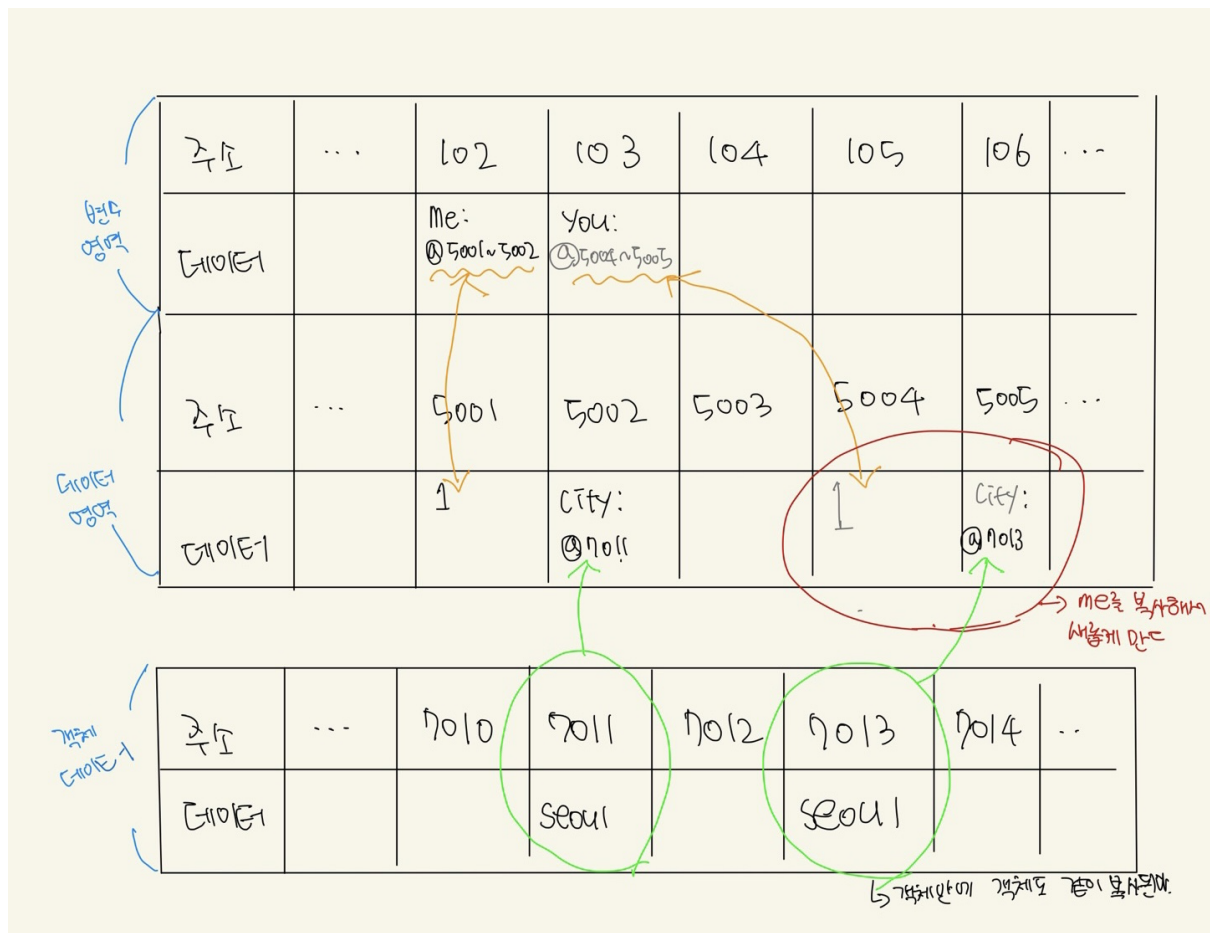 주소 ... 102 103 104 105 106 ...
변수
영역
데이터 me: you:
@5001~5002 @5004~5005
주소 ... 5001 5002 5003 5004 5005 ...
데이터
영역
데이터 1 City: 1 City:
@7011 @7013
→ me를 복사해서
새롭게 만드
주소 ... 7010 7011 7012 7013 7014 ..
객체
데이터
데이터 seoul seoul
↳ 객체안에 객체도 같이 복사된다.